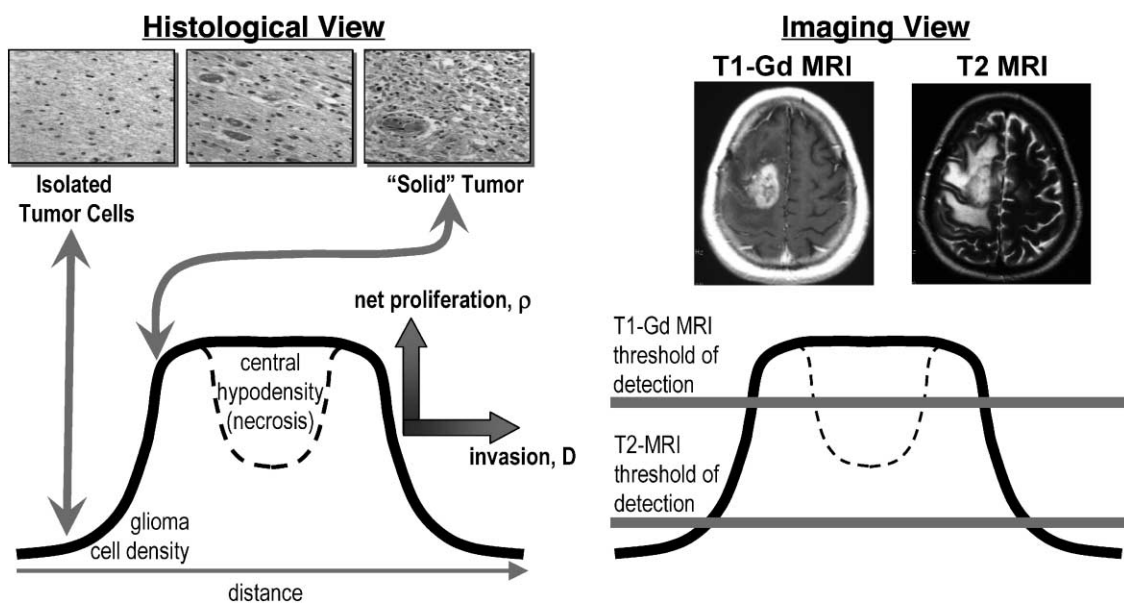 Histological View
Isolated
Tumor Cells
“Solid” Tumor
net proliferation, ρ
central
hypodensity
(necrosis)
invasion, D
glioma
cell density
distance
Imaging View
T1-Gd MRI
T2 MRI
T1-Gd MRI
threshold of
detection
T2-MRI
threshold of
detection